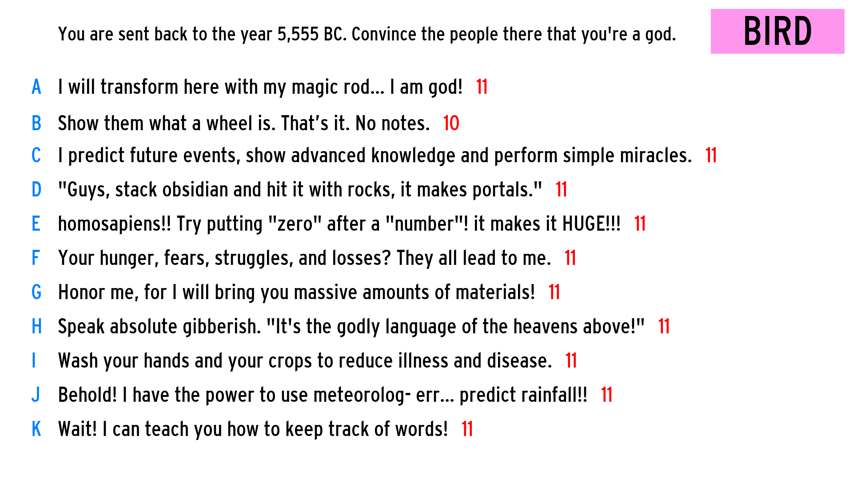 You are sent back to the year 5,555 BC. Convince the people there that you're a god.
BIRD
A I will transform here with my magic rod... I am god! 11
B Show them what a wheel is. That’s it. No notes. 10
C I predict future events, show advanced knowledge and perform simple miracles. 11
D "Guys, stack obsidian and hit it with rocks, it makes portals." 11
E homosapiens!! Try putting "zero" after a "number"! it makes it HUGE!!! 11
F Your hunger, fears, struggles, and losses? They all lead to me. 11
G Honor me, for I will bring you massive amounts of materials! 11
H Speak absolute gibberish. "It's the godly language of the heavens above!" 11
I Wash your hands and your crops to reduce illness and disease. 11
J Behold! I have the power to use meteorolog- err... predict rainfall!! 11
K Wait! I can teach you how to keep track of words! 11